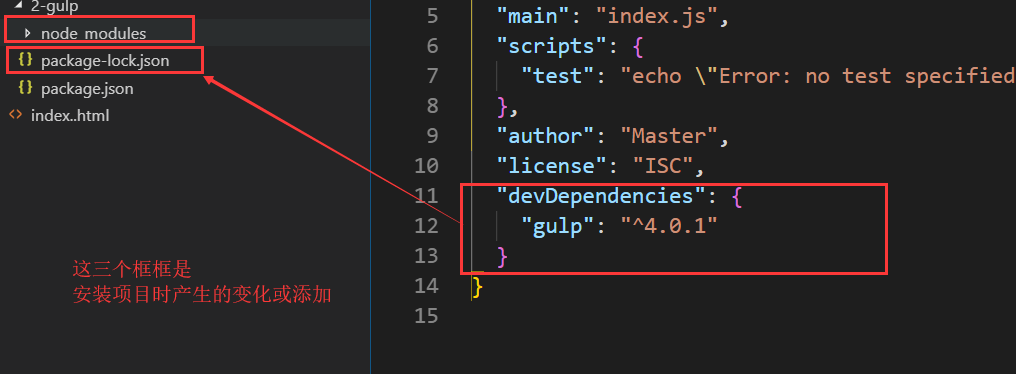 2-gulp
node_modules
package-lock.json
package.json
index..html
这三个框框是
安装项目时产生的变化或添加
5 "main": "index.js",
6 "scripts": {
7 "test": "echo \"Error: no test specified
8 },
9 "author": "Master",
10 "license": "ISC",
11 "devDependencies": {
12 "gulp": "^4.0.1"
13 }
14 }
15